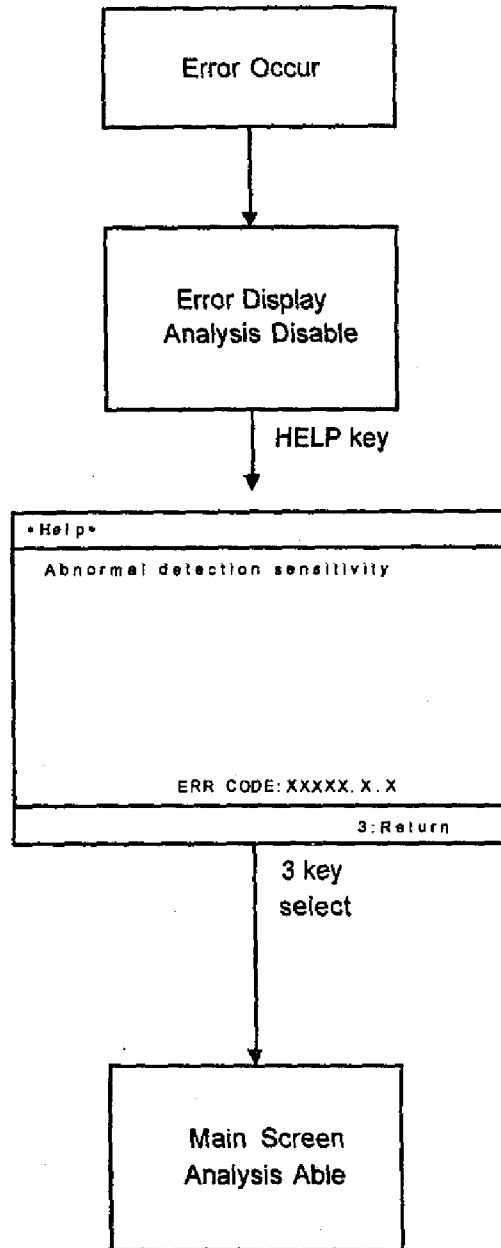 Error Occur
Error Display
Analysis Disable
HELP key
*Help*
Abnormal detection sensitivity
ERR CODE: XXXXX. X. X
3:Return
3 key
select
Main Screen
Analysis Able